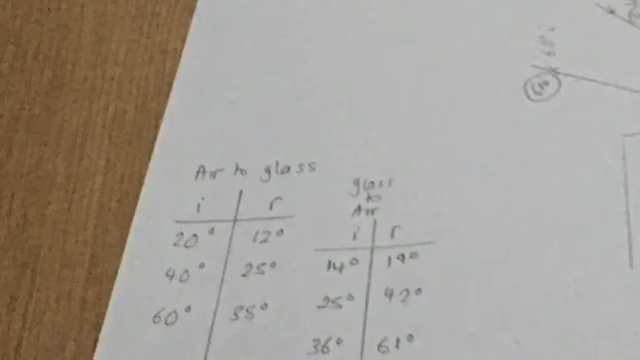 Air to glass
i r
20° 12°
40° 25°
60° 35°
glass
to
Air
i r
14° 19°
25° 42°
36° 61°